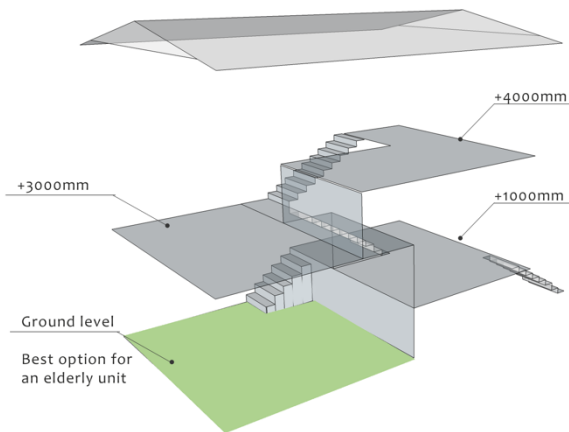 +4000mm
+3000mm
+1000mm
Ground level
Best option for
an elderly unit